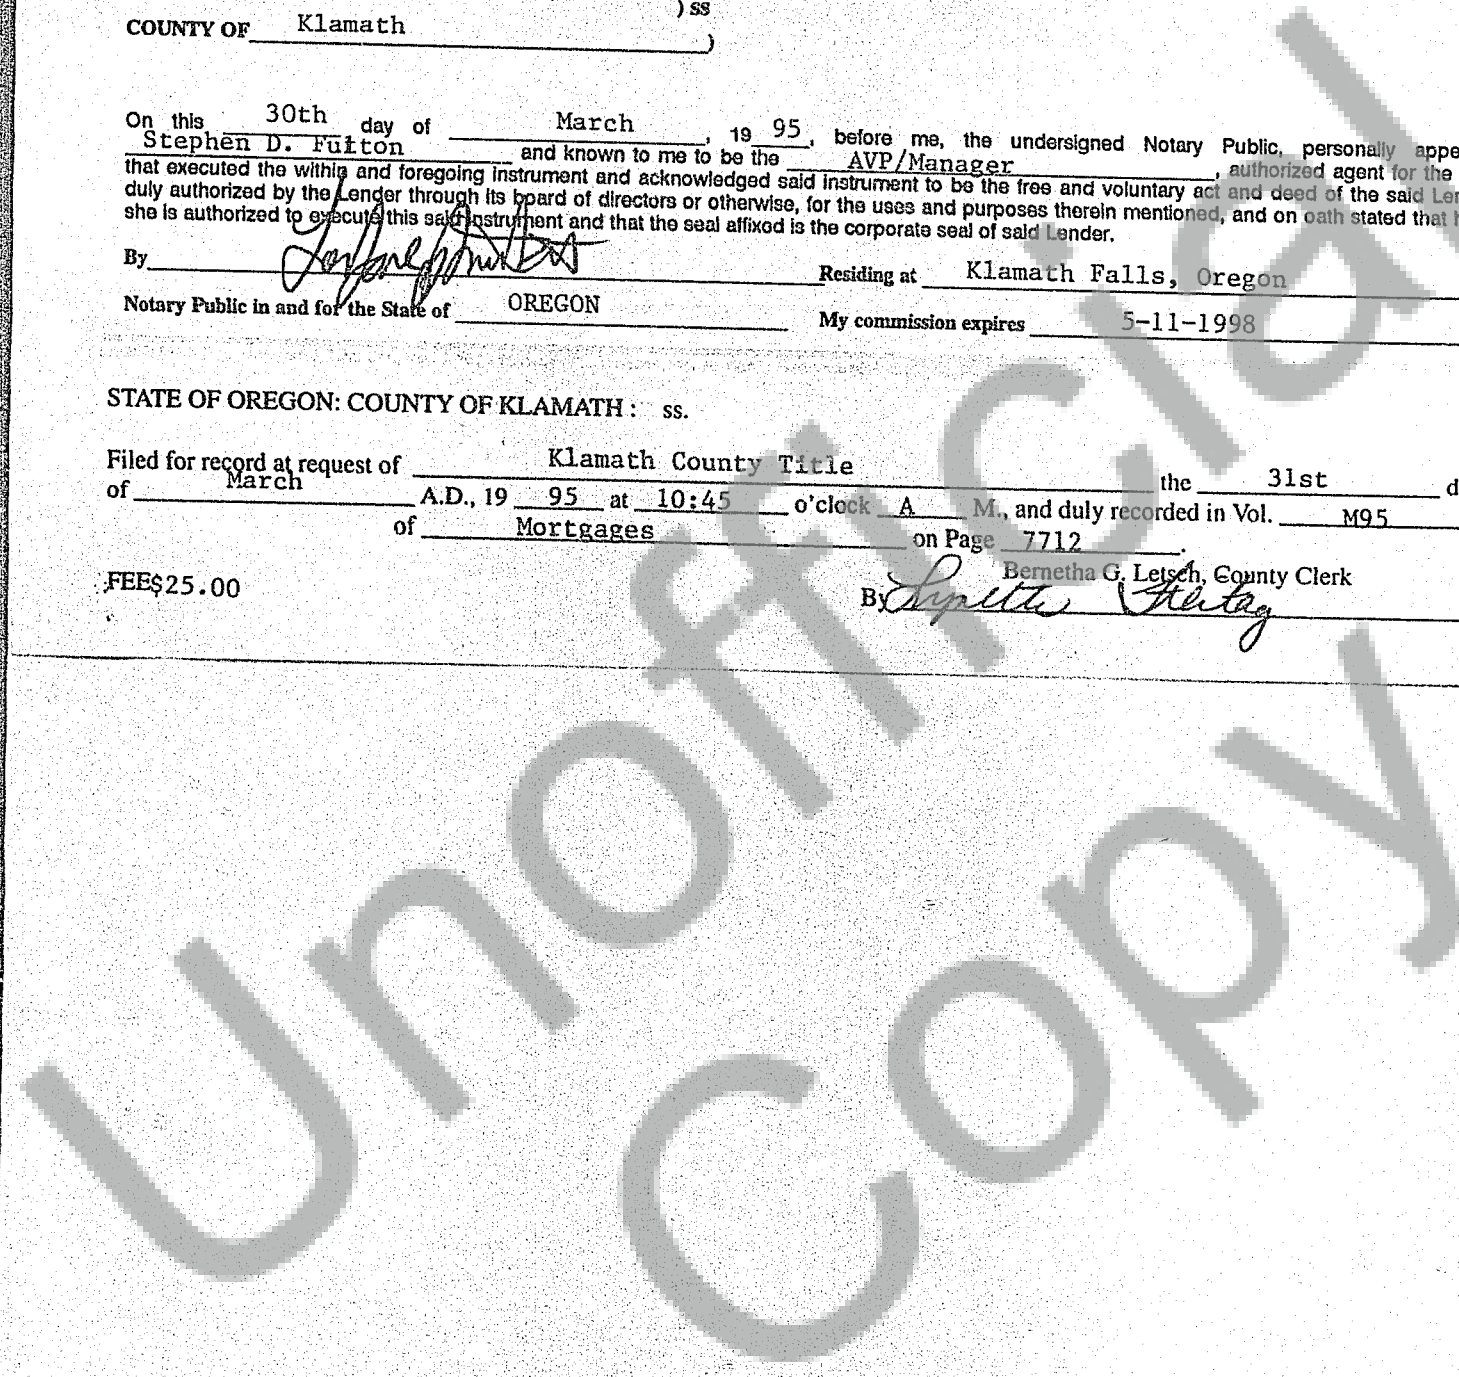 ) ss
COUNTY OF Klamath )
On this 30th day of March, 19 95, before me, the undersigned Notary Public, personally appe
Stephen D. Fulton and known to me to be the AVP/Manager, authorized agent for the
that executed the within and foregoing instrument and acknowledged said instrument to be the free and voluntary act and deed of the said Len
duly authorized by the Lender through its board of directors or otherwise, for the uses and purposes therein mentioned, and on oath stated that h
she is authorized to execute this said instrument and that the seal affixed is the corporate seal of said Lender.
By Residing at Klamath Falls, Oregon
Notary Public in and for the State of OREGON My commission expires 5-11-1998
STATE OF OREGON: COUNTY OF KLAMATH : ss.
Filed for record at request of Klamath County Title the 31st d
of March A.D., 19 95 at 10:45 o'clock A M., and duly recorded in Vol. M95
of Mortgages on Page 7712.
Bernetha G. Letsch, County Clerk
FEE$25.00 By
Unofficial
Copy